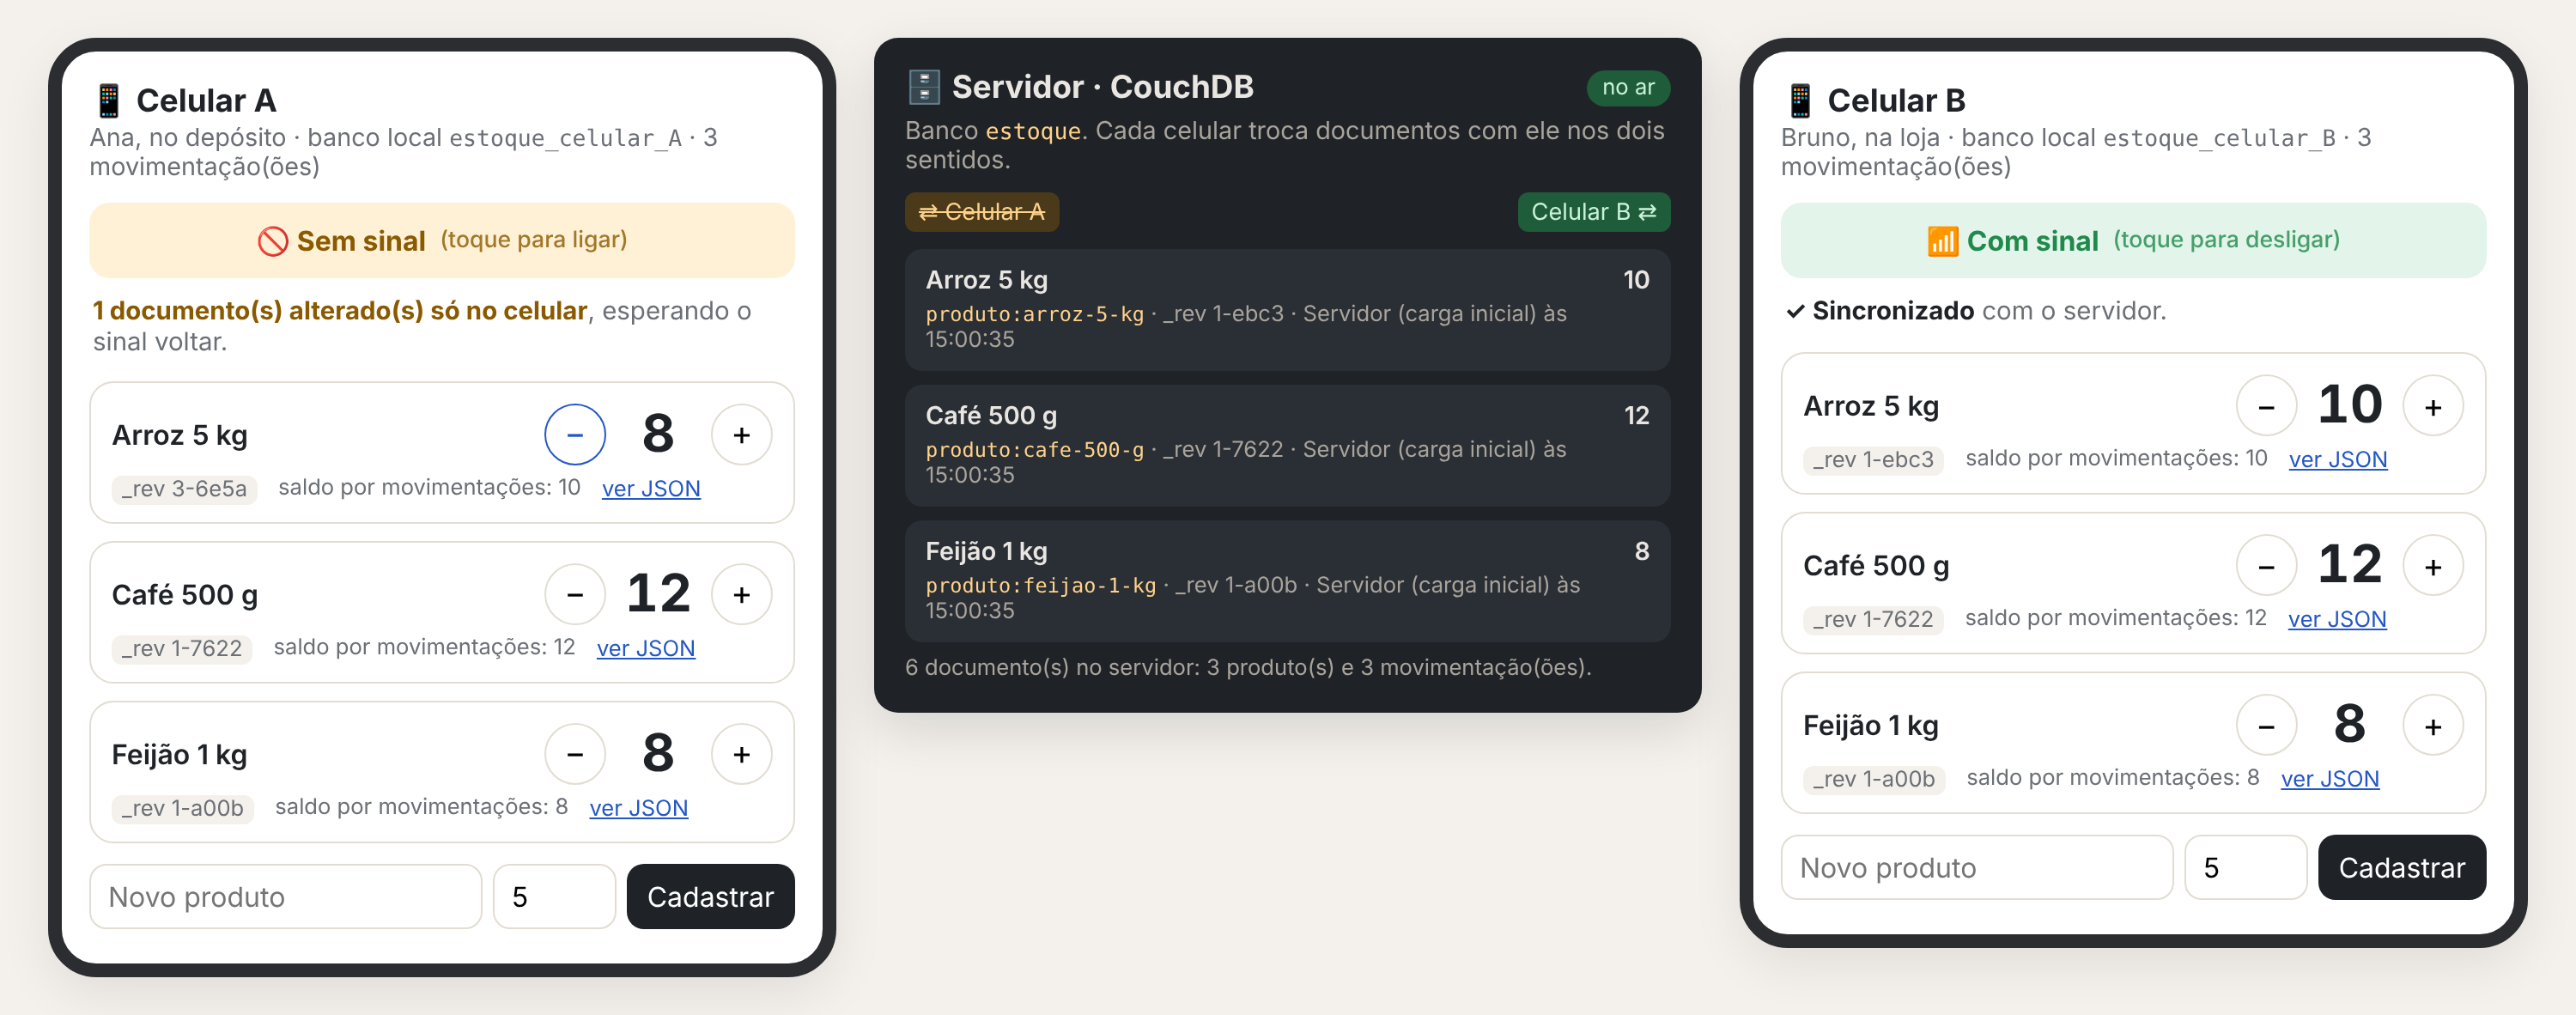 📱 Celular A
Ana, no depósito · banco local estoque_celular_A · 3
movimentação(ões)
🚫 Sem sinal (toque para ligar)
1 documento(s) alterado(s) só no celular, esperando o
sinal voltar.
Arroz 5 kg
− 8 +
_rev 3-6e5a saldo por movimentações: 10 ver JSON
Café 500 g
− 12 +
_rev 1-7622 saldo por movimentações: 12 ver JSON
Feijão 1 kg
− 8 +
_rev 1-a00b saldo por movimentações: 8 ver JSON
Novo produto 5 Cadastrar
🗄️ Servidor · CouchDB no ar
Banco estoque. Cada celular troca documentos com ele nos dois
sentidos.
⇄ Celular A Celular B ⇄
Arroz 5 kg 10
produto:arroz-5-kg · _rev 1-ebc3 · Servidor (carga inicial) às
15:00:35
Café 500 g 12
produto:cafe-500-g · _rev 1-7622 · Servidor (carga inicial) às
15:00:35
Feijão 1 kg 8
produto:feijao-1-kg · _rev 1-a00b · Servidor (carga inicial) às
15:00:35
6 documento(s) no servidor: 3 produto(s) e 3 movimentação(ões).
📱 Celular B
Bruno, na loja · banco local estoque_celular_B · 3
movimentação(ões)
📶 Com sinal (toque para desligar)
✓ Sincronizado com o servidor.
Arroz 5 kg
− 10 +
_rev 1-ebc3 saldo por movimentações: 10 ver JSON
Café 500 g
− 12 +
_rev 1-7622 saldo por movimentações: 12 ver JSON
Feijão 1 kg
− 8 +
_rev 1-a00b saldo por movimentações: 8 ver JSON
Novo produto 5 Cadastrar